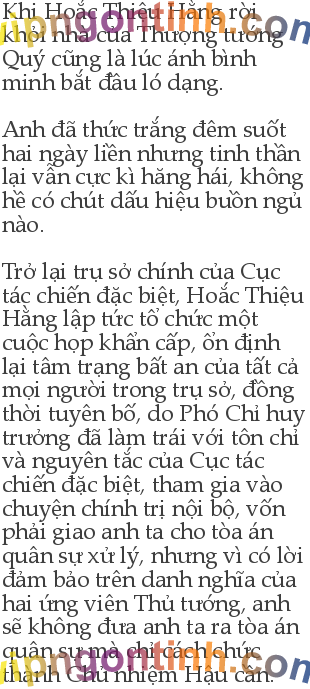 Khi Hoắc Thiệu Hằng rời
khỏi nhà của Thượng tướng
Quý cũng là lúc ánh bình
minh bắt đầu ló dạng.
Anh đã thức trắng đêm suốt
hai ngày liền nhưng tinh thần
lại vẫn cực kì hăng hái, không
hề có chút dấu hiệu buồn ngủ
nào.
Trở lại trụ sở chính của Cục
tác chiến đặc biệt, Hoắc Thiệu
Hằng lập tức tổ chức một
cuộc họp khẩn cấp, ổn định
lại tâm trạng bất an của tất cả
mọi người trong trụ sở, đồng
thời tuyên bố, do Phó Chỉ huy
trưởng đã làm trái với tôn chỉ
và nguyên tắc của Cục tác
chiến đặc biệt, tham gia vào
chuyện chính trị nội bộ, vốn
phải giao anh ta cho tòa án
quân sự xử lý, nhưng vì có lời
đảm bảo trên danh nghĩa của
hai ứng viên Thủ tướng, anh
sẽ không đưa anh ta ra tòa án
quân sự mà chỉ cách chức
thành Chủ nhiệm Hậu cần.